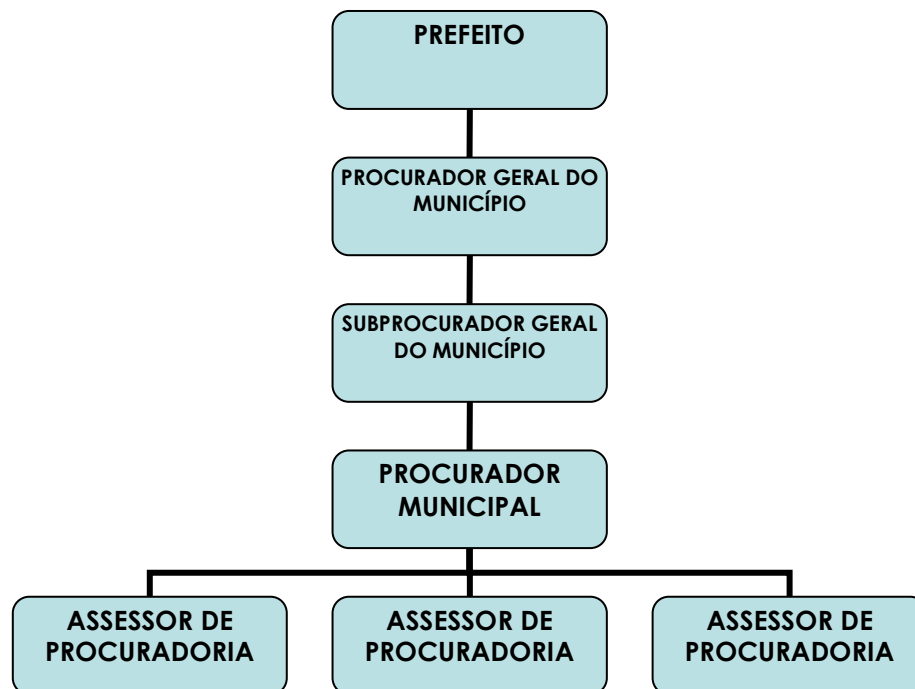 PREFEITO
PROCURADOR GERAL DO
MUNICÍPIO
SUBPROCURADOR GERAL
DO MUNICÍPIO
PROCURADOR
MUNICIPAL
ASSESSOR DE
PROCURADORIA
ASSESSOR DE
PROCURADORIA
ASSESSOR DE
PROCURADORIA